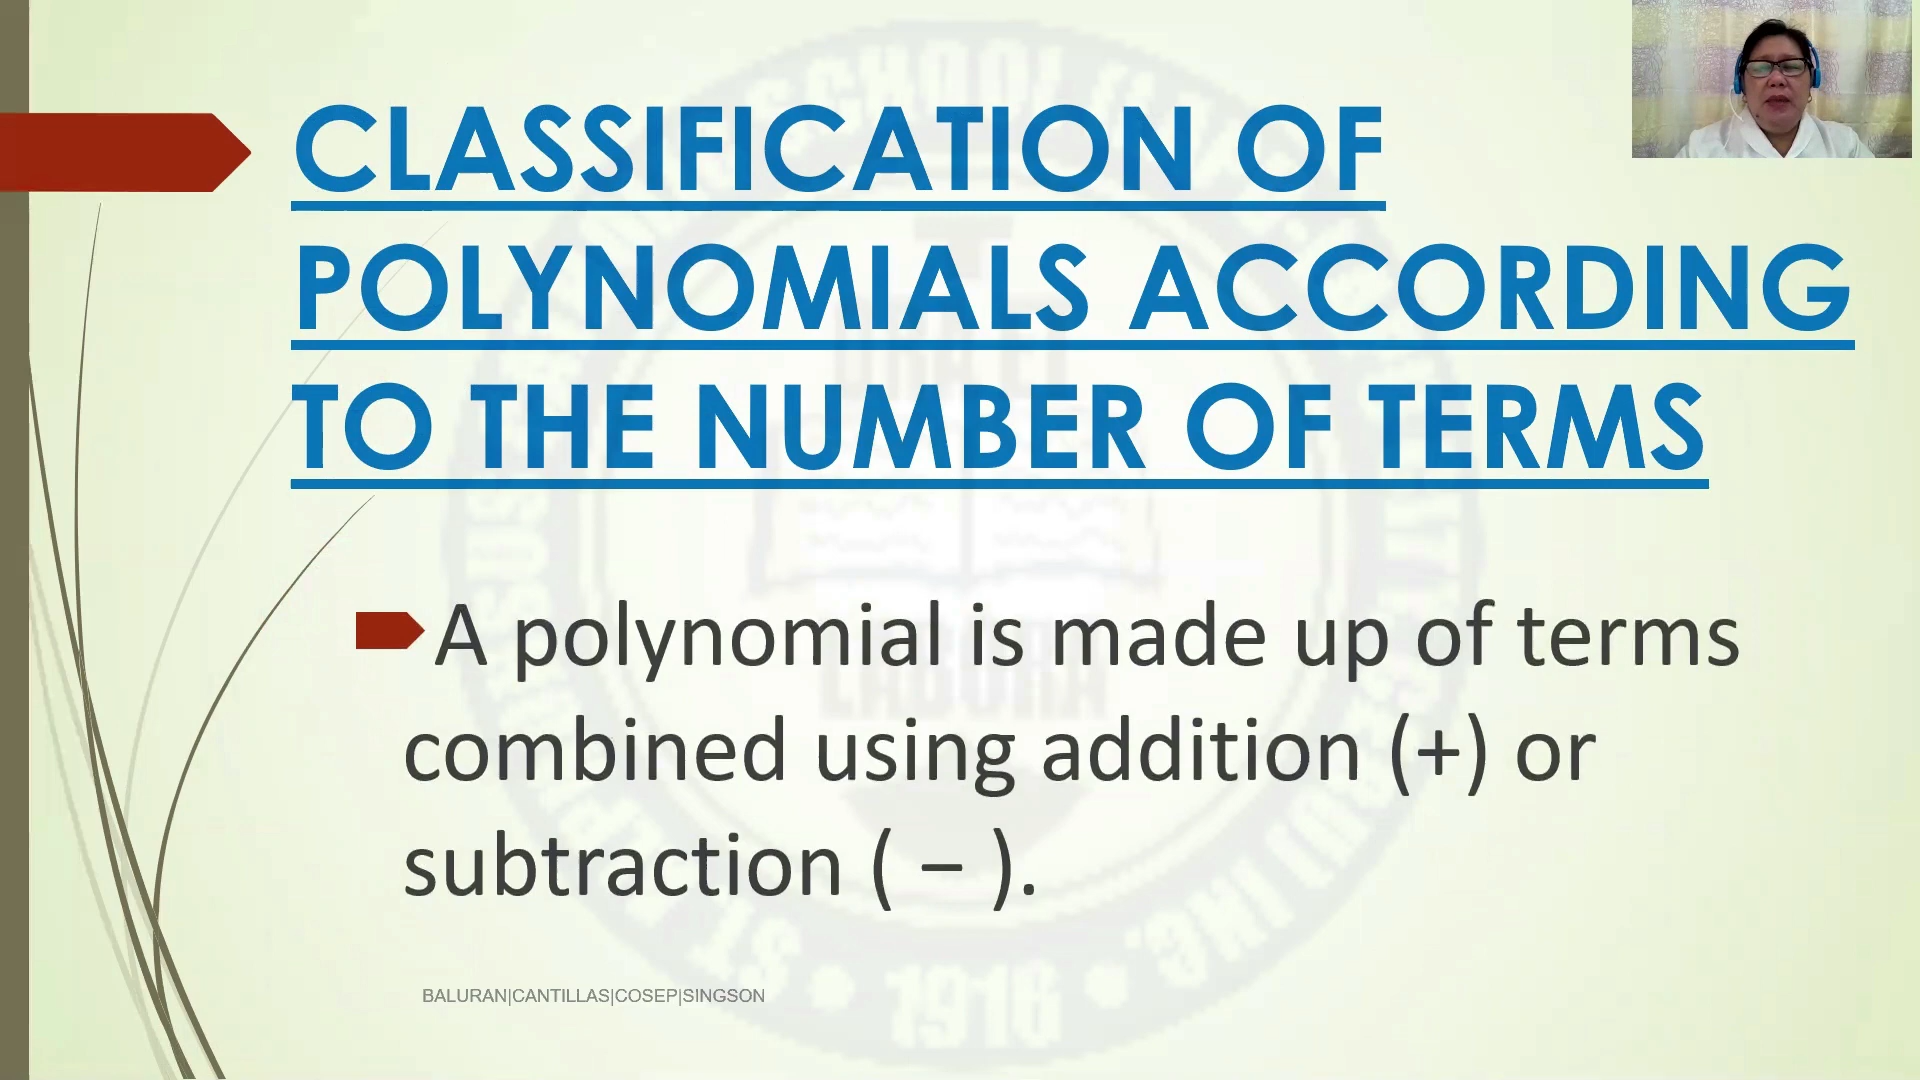 CLASSIFICATION OF
POLYNOMIALS ACCORDING
TO THE NUMBER OF TERMS
A polynomial is made up of terms
combined using addition (+) or
subtraction ( − ).
BALURAN|CANTILLAS|COSEP|SINGSON
1916